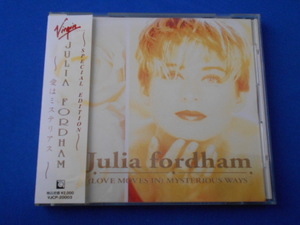 Virgin
JULIA FORDHAM
〜SPECIAL EDITION〜
愛はミステリアス
Julia fordham
(LOVE MOVES IN) MYSTERIOUS WAYS